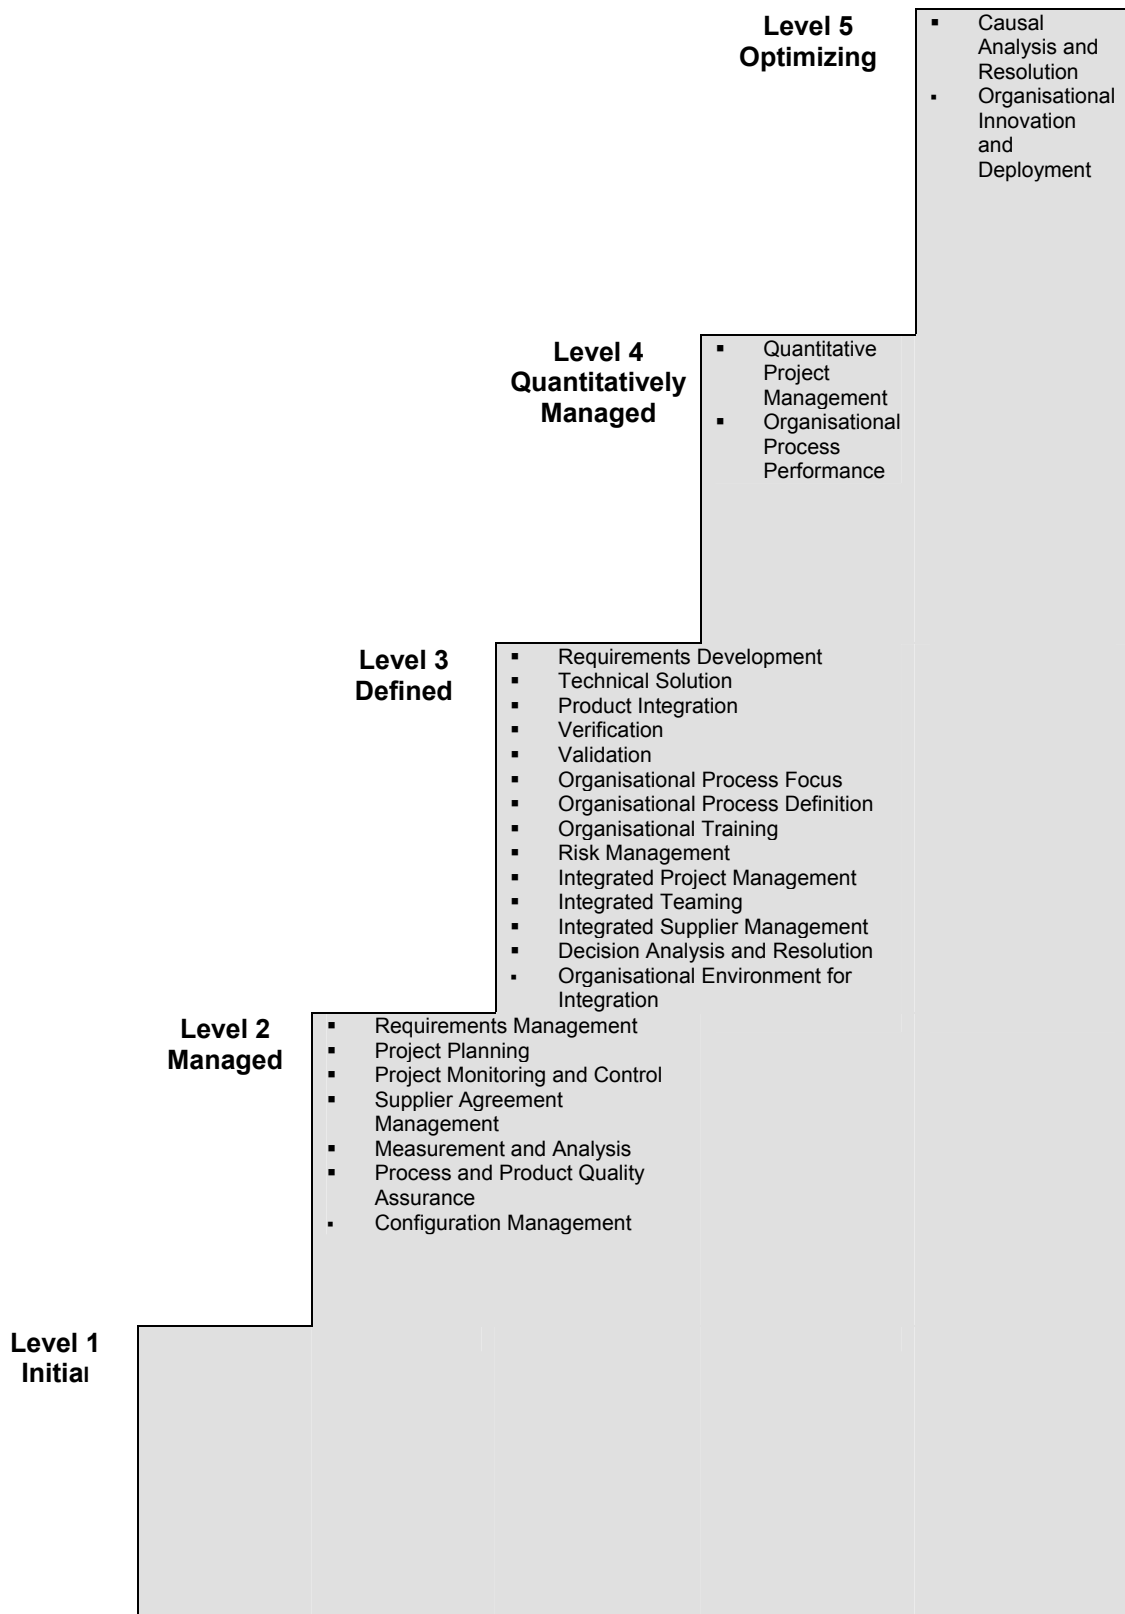 Level 5
Optimizing
▪ Causal
Analysis and
Resolution
▪ Organisational
Innovation
and
Deployment
Level 4
Quantitatively
Managed
▪ Quantitative
Project
Management
▪ Organisational
Process
Performance
Level 3
Defined
▪ Requirements Development
▪ Technical Solution
▪ Product Integration
▪ Verification
▪ Validation
▪ Organisational Process Focus
▪ Organisational Process Definition
▪ Organisational Training
▪ Risk Management
▪ Integrated Project Management
▪ Integrated Teaming
▪ Integrated Supplier Management
▪ Decision Analysis and Resolution
▪ Organisational Environment for
Integration
Level 2
Managed
▪ Requirements Management
▪ Project Planning
▪ Project Monitoring and Control
▪ Supplier Agreement
Management
▪ Measurement and Analysis
▪ Process and Product Quality
Assurance
▪ Configuration Management
Level 1
Initial